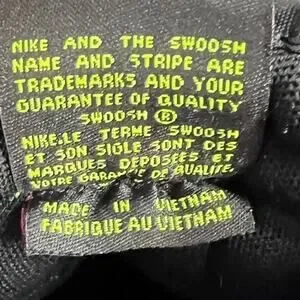 NIKE AND THE SWOOSH
NAME AND STRIPE ARE
TRADEMARKS AND YOUR
GUARANTEE OF QUALITY
SWOOSH ®
NIKE.LE TERME SWOOSH
ET SON SIGLE SONT DES
MARQUES DEPOSEES ET
VOTRE GARANTIE DE QUALITE.
MADE IN VIETNAM
FABRIQUE AU VIETNAM